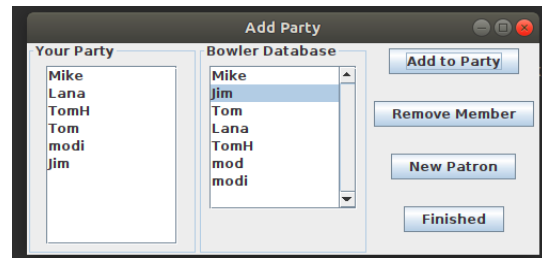 Add Party
Your Party
Mike
Lana
TomH
Tom
modi
Jim
Bowler Database
Mike
Jim
Tom
Lana
TomH
mod
modi
Add to Party
Remove Member
New Patron
Finished